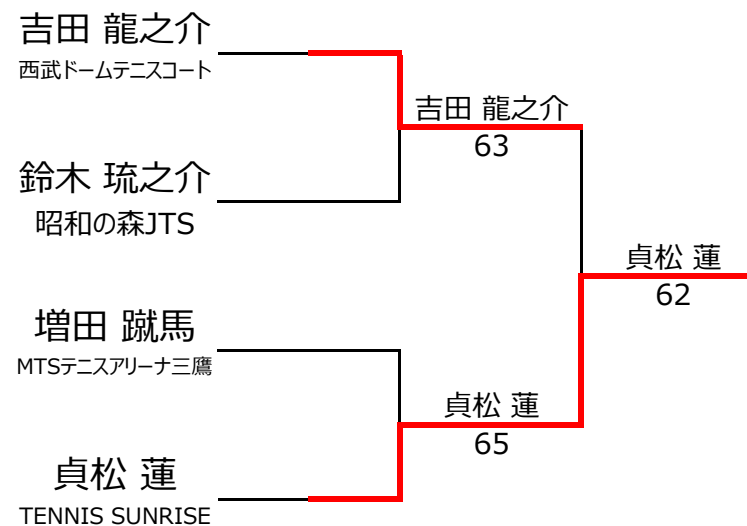 吉田 龍之介
西武ドームテニスコート
吉田 龍之介
63
鈴木 琉之介
昭和の森JTS
貞松 蓮
62
増田 蹴馬
MTSテニスアリーナ三鷹
貞松 蓮
65
貞松 蓮
TENNIS SUNRISE